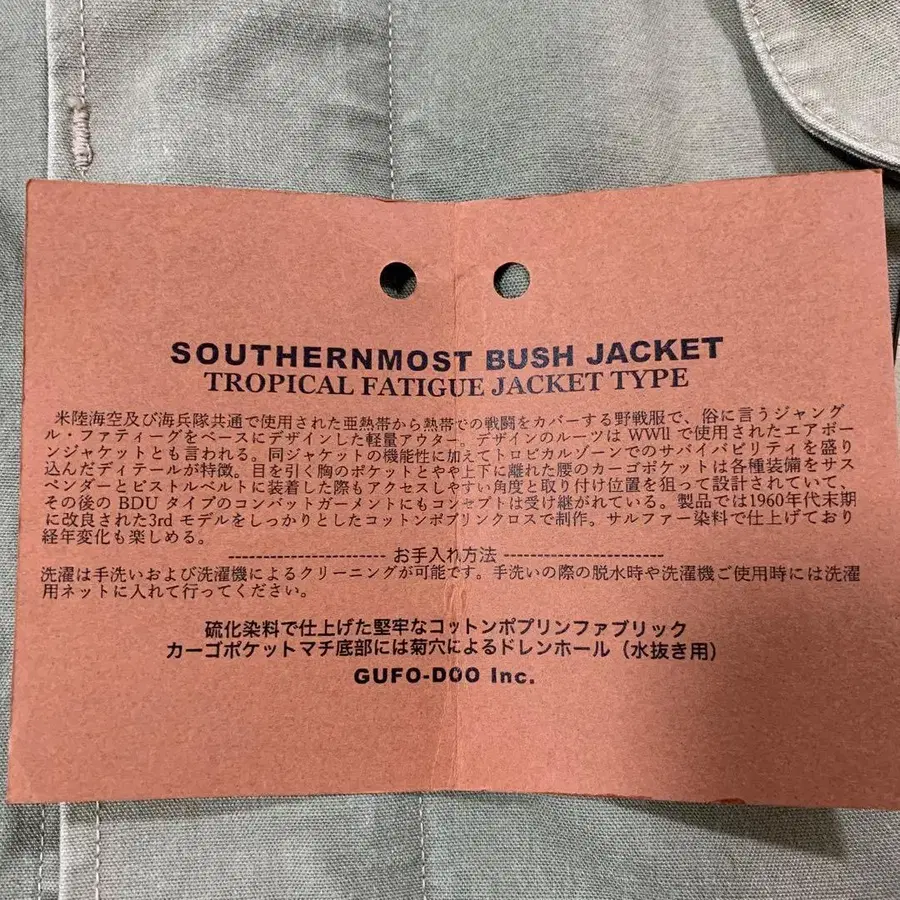 SOUTHERNMOST BUSH JACKET
TROPICAL FATIGUE JACKET TYPE
米陸海空及び海兵隊共通で使用された亜熱帯から熱帯での戦闘をカバーする野戦服で、俗に言うジャング
ル・ファティーグをベースにデザインした軽量アウター。デザインのルーツは WWll で使用されたエアボー
ンジャケットとも言われる。同ジャケットの機能性に加えてトロピカルゾーンでのサバイバビリティを盛り
込んだディテールが特徴。目を引く胸のポケットとやや上下に離れた腰のカーゴポケットは各種装備をサス
ペンダーとピストルベルトに装着した際もアクセスしやすい角度と取り付け位置を狙って設計されていて、
その後の BDU タイプのコンバットガーメントにもコンセプトは受け継がれている。製品では1960年代末期
に改良された3rd モデルをしっかりとしたコットンポプリンクロスで制作。サルファー染料で仕上げており
経年変化も楽しめる。
------------------------ お手入れ方法 ------------------------
洗濯は手洗いおよび洗濯機によるクリーニングが可能です。手洗いの際の脱水時や洗濯機ご使用時には洗濯
用ネットに入れて行ってください。
硫化染料で仕上げた堅牢なコットンポプリンファブリック
カーゴポケットマチ底部には菊穴によるドレンホール（水抜き用）
GUFO-DOO Inc.